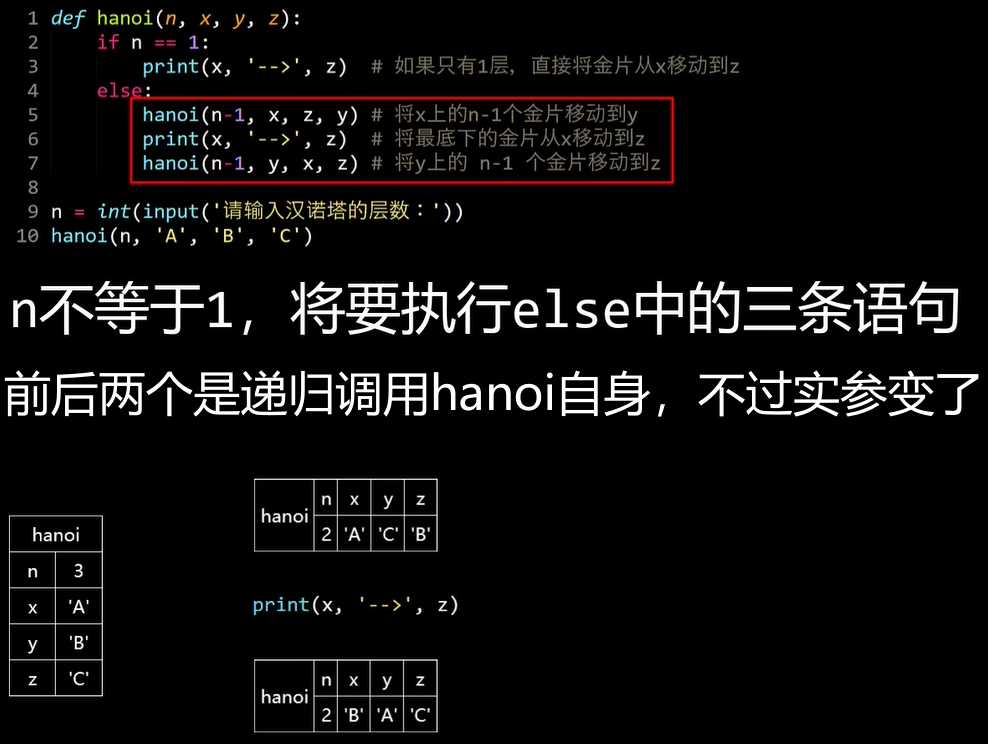 1 def hanoi(n, x, y, z):
2 if n == 1:
3 print(x, '-->', z) # 如果只有1层, 直接将金片从x移动到z
4 else:
5 hanoi(n-1, x, z, y) # 将x上的n-1个金片移动到y
6 print(x, '-->', z) # 将最底下的金片从x移动到z
7 hanoi(n-1, y, x, z) # 将y上的 n-1 个金片移动到z
8
9 n = int(input('请输入汉诺塔的层数：'))
10 hanoi(n, 'A', 'B', 'C')
n不等于1，将要执行else中的三条语句
前后两个是递归调用hanoi自身，不过实参变了
hanoi
n 3
x 'A'
y 'B'
z 'C'
hanoi n x y z
2 'A' 'C' 'B'
print(x, '-->', z)
hanoi n x y z
2 'B' 'A' 'C'